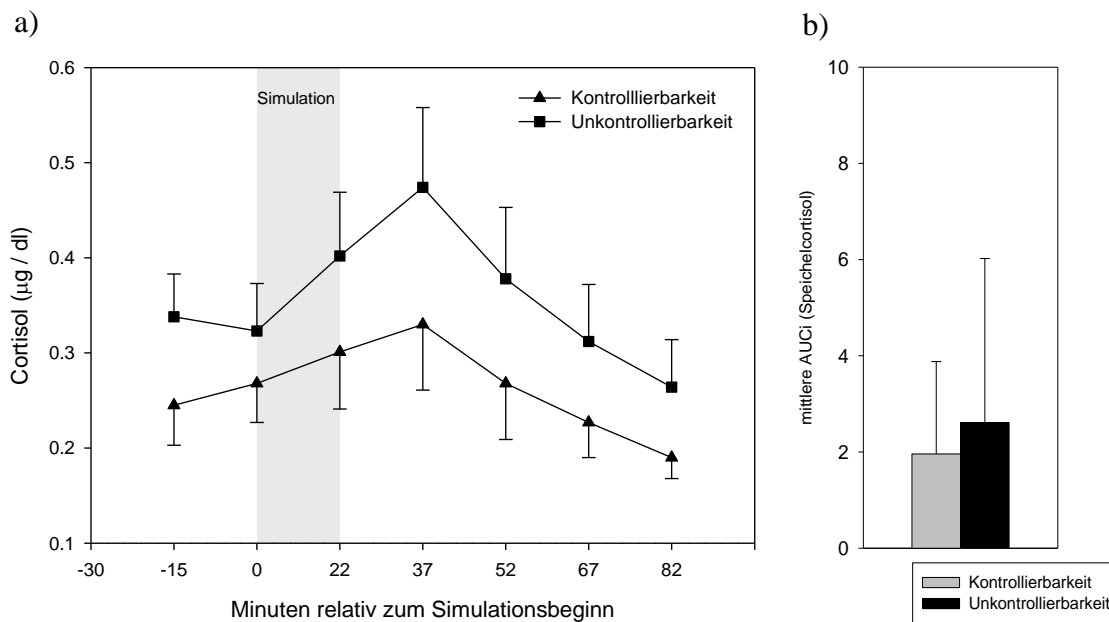 a)
0.6
0.5
0.4
0.3
0.2
0.1
Cortisol (μg / dl)
Simulation
Kontrolllierbarkeit
Unkontrollierbarkeit
-30 -15 0 22 37 52 67 82
Minuten relativ zum Simulationsbeginn
b)
10
8
6
4
2
0
mittlere AUCi (Speichelcortisol)
Kontrollierbarkeit
Unkontrollierbarkeit